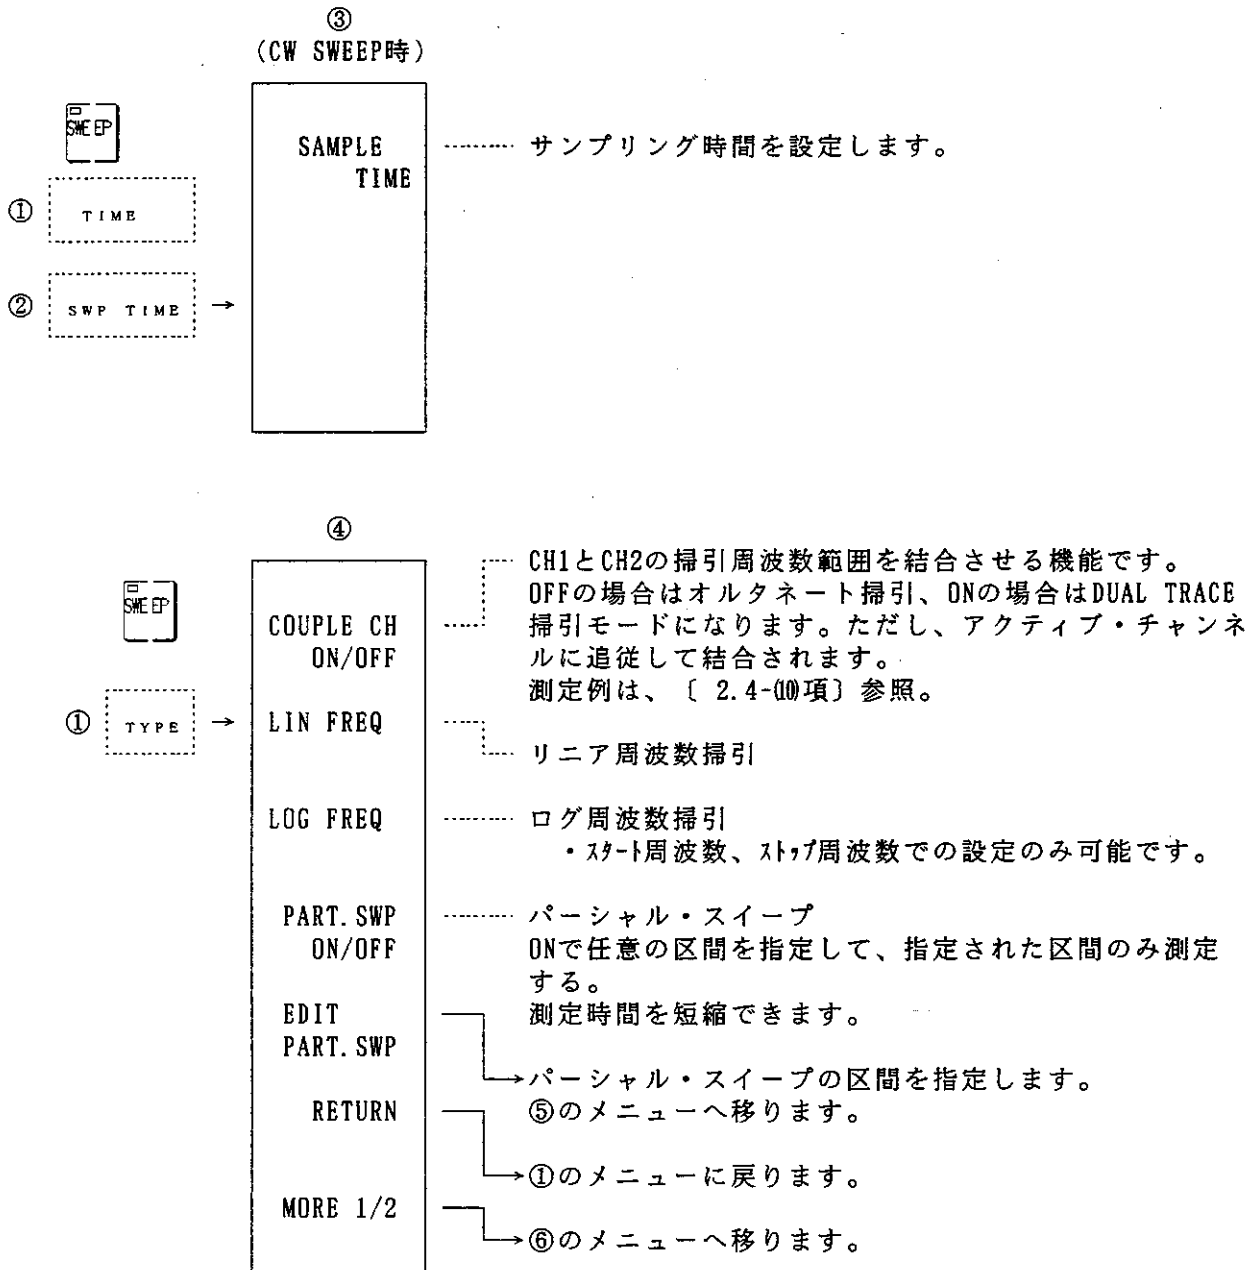 ③
(CW SWEEP時)
SWEEP
SAMPLE
TIME
サンプリング時間を設定します。
① TIME
② SWP TIME →
④
SWEEP
① TYPE →
COUPLE CH
ON/OFF
CH1とCH2の掃引周波数範囲を結合させる機能です。
OFFの場合はオルタネート掃引、ONの場合はDUAL TRACE
掃引モードになります。ただし、アクティブ・チャンネ
ルに追従して結合されます。
測定例は、〔 2.4-(10)項〕参照。
LIN FREQ
リニア周波数掃引
LOG FREQ
ログ周波数掃引
・スタート周波数、ストップ周波数での設定のみ可能です。
PART.SWP
ON/OFF
パーシャル・スイープ
ONで任意の区間を指定して、指定された区間のみ測定
する。
測定時間を短縮できます。
EDIT
PART.SWP
パーシャル・スイープの区間を指定します。
⑤のメニューへ移ります。
RETURN
①のメニューに戻ります。
MORE 1/2
⑥のメニューへ移ります。